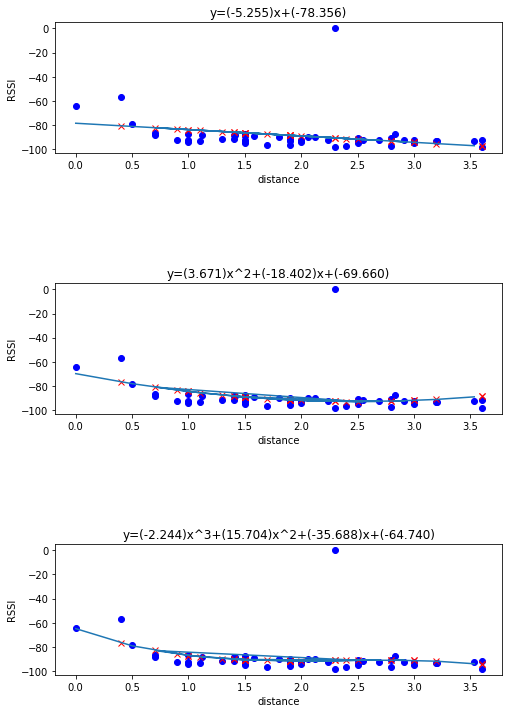 y=(-5.255)x+(-78.356)
0
−20
−40
−60
−80
−100
RSSI
0.0 0.5 1.0 1.5 2.0 2.5 3.0 3.5
distance
y=(3.671)x^2+(-18.402)x+(-69.660)
0
−20
−40
−60
−80
−100
RSSI
0.0 0.5 1.0 1.5 2.0 2.5 3.0 3.5
distance
y=(-2.244)x^3+(15.704)x^2+(-35.688)x+(-64.740)
0
−20
−40
−60
−80
−100
RSSI
0.0 0.5 1.0 1.5 2.0 2.5 3.0 3.5
distance